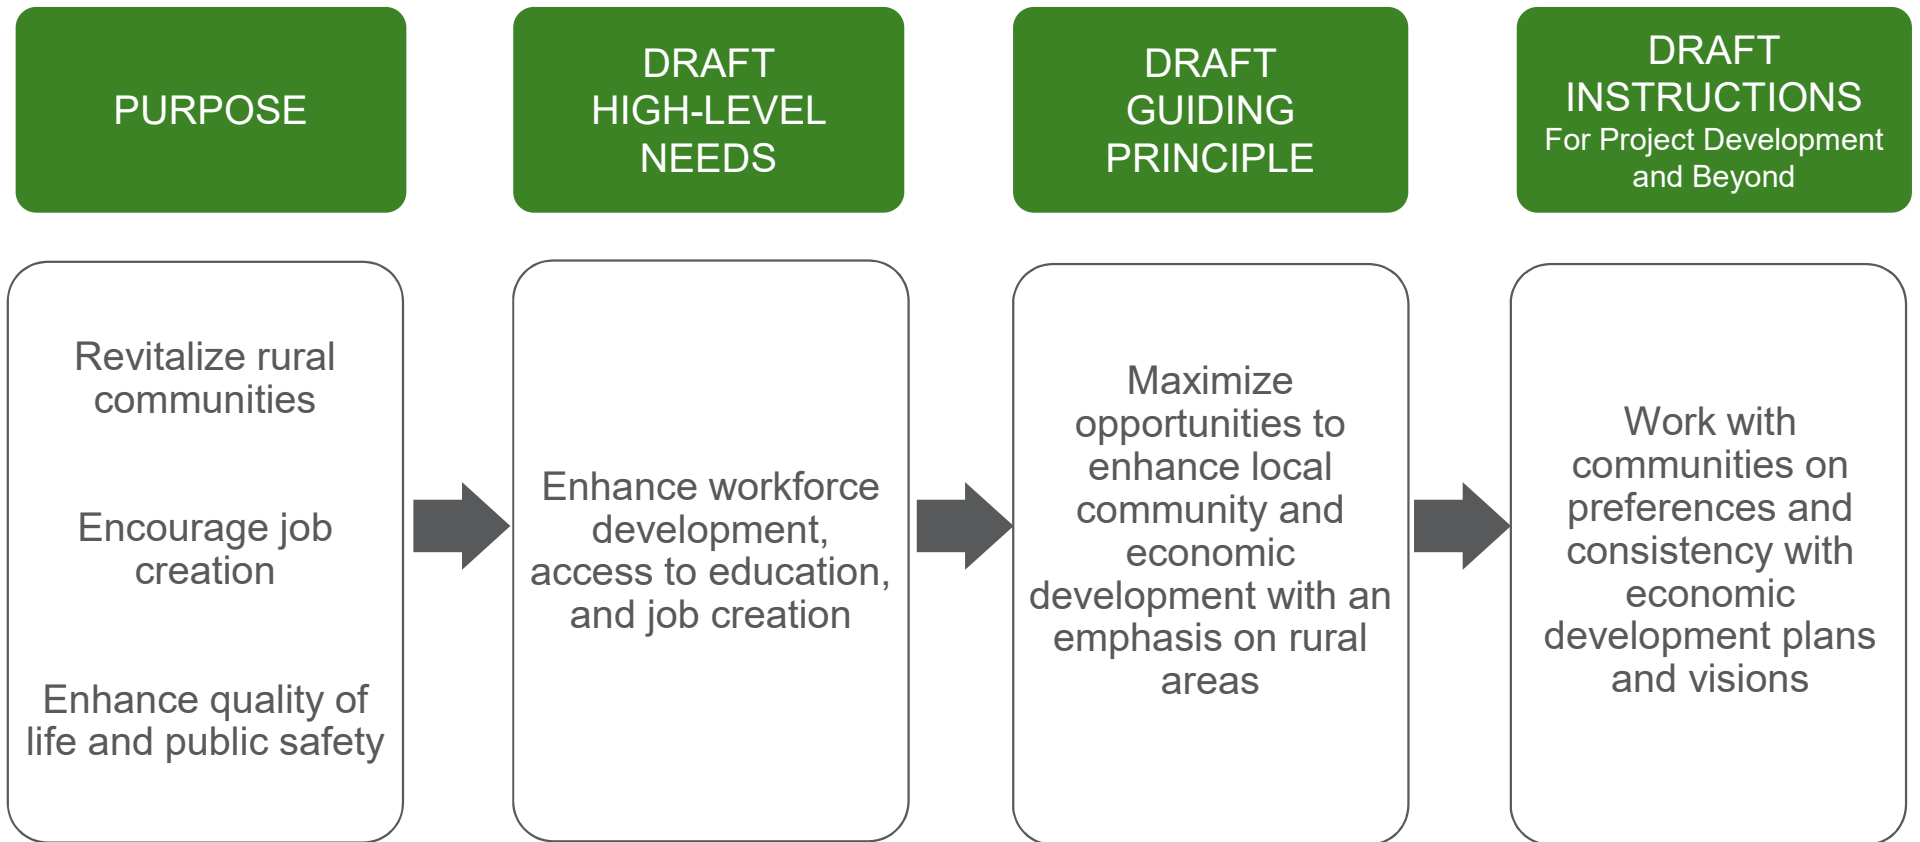 PURPOSE
DRAFT
HIGH-LEVEL
NEEDS
DRAFT
GUIDING
PRINCIPLE
DRAFT
INSTRUCTIONS
For Project Development
and Beyond
Revitalize rural
communities
Encourage job
creation
Enhance quality of
life and public safety
Enhance workforce
development,
access to education,
and job creation
Maximize
opportunities to
enhance local
community and
economic
development with an
emphasis on rural
areas
Work with
communities on
preferences and
consistency with
economic
development plans
and visions